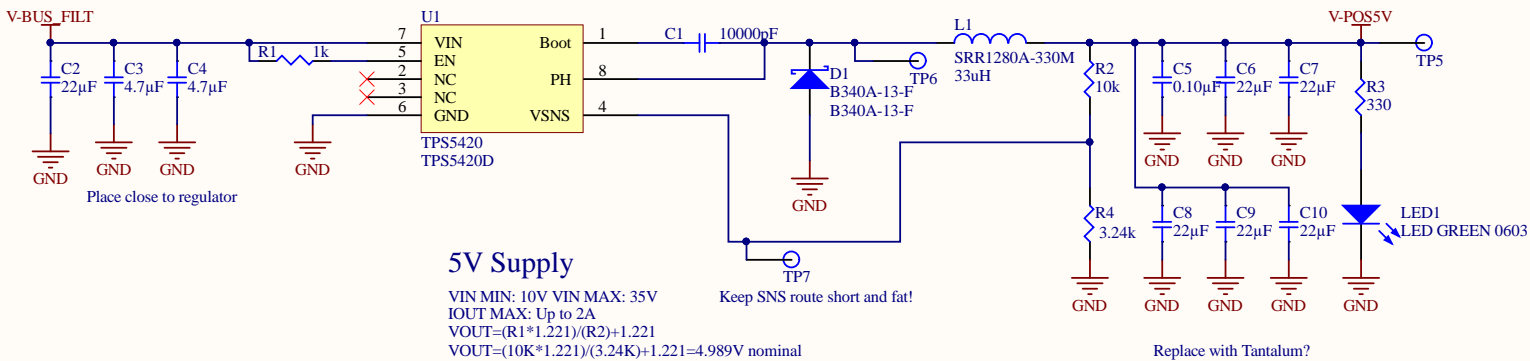 V-BUS_FILT
U1
V-POS5V
7
VIN
Boot
1
C1
10000pF
L1
R1
1k
5
EN
SRR1280A-330M
TP5
C2
22µF
C3
4.7µF
C4
4.7µF
2
NC
PH
8
D1
B340A-13-F
B340A-13-F
TP6
33uH
R2
10k
C5
0.10µF
C6
22µF
C7
22µF
R3
330
3
NC
6
GND
VSNS
4
TPS5420
TPS5420D
GND
GND
GND
GND
GND
GND
GND
GND
Place close to regulator
R4
3.24k
C8
22µF
C9
22µF
C10
22µF
LED1
LED GREEN 0603
TP7
5V Supply
GND
GND
GND
GND
GND
VIN MIN: 10V VIN MAX: 35V
Keep SNS route short and fat!
IOUT MAX: Up to 2A
VOUT=(R1*1.221)/(R2)+1.221
VOUT=(10K*1.221)/(3.24K)+1.221=4.989V nominal
Replace with Tantalum?